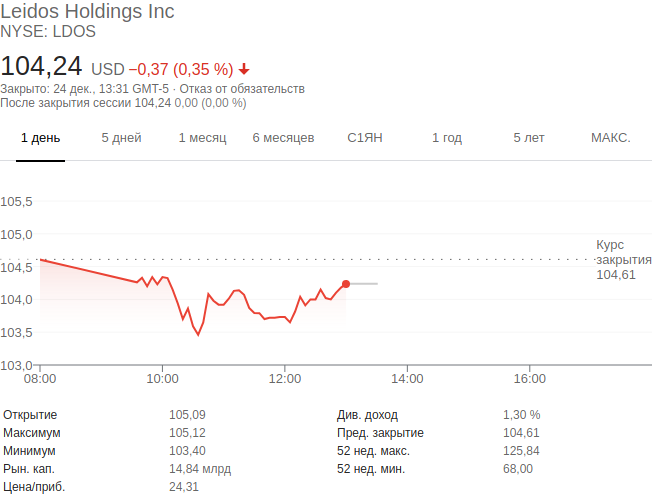 Leidos Holdings Inc
NYSE: LDOS
104,24 USD −0,37 (0,35 %)
Закрыто: 24 дек., 13:31 GMT-5 · Отказ от обязательств
После закрытия сессии 104,24 0,00 (0,00 %)
1 день 5 дней 1 месяц 6 месяцев С1ЯН 1 год 5 лет МАКС.
105,5
105,0
Курс
закрытия
104,61
104,5
104,0
103,5
103,0
08:00 10:00 12:00 14:00 16:00
Открытие 105,09 Див. доход 1,30 %
Максимум 105,12 Пред. закрытие 104,61
Минимум 103,40 52 нед. макс. 125,84
Рын. кап. 14,84 млрд 52 нед. мин. 68,00
Цена/приб. 24,31